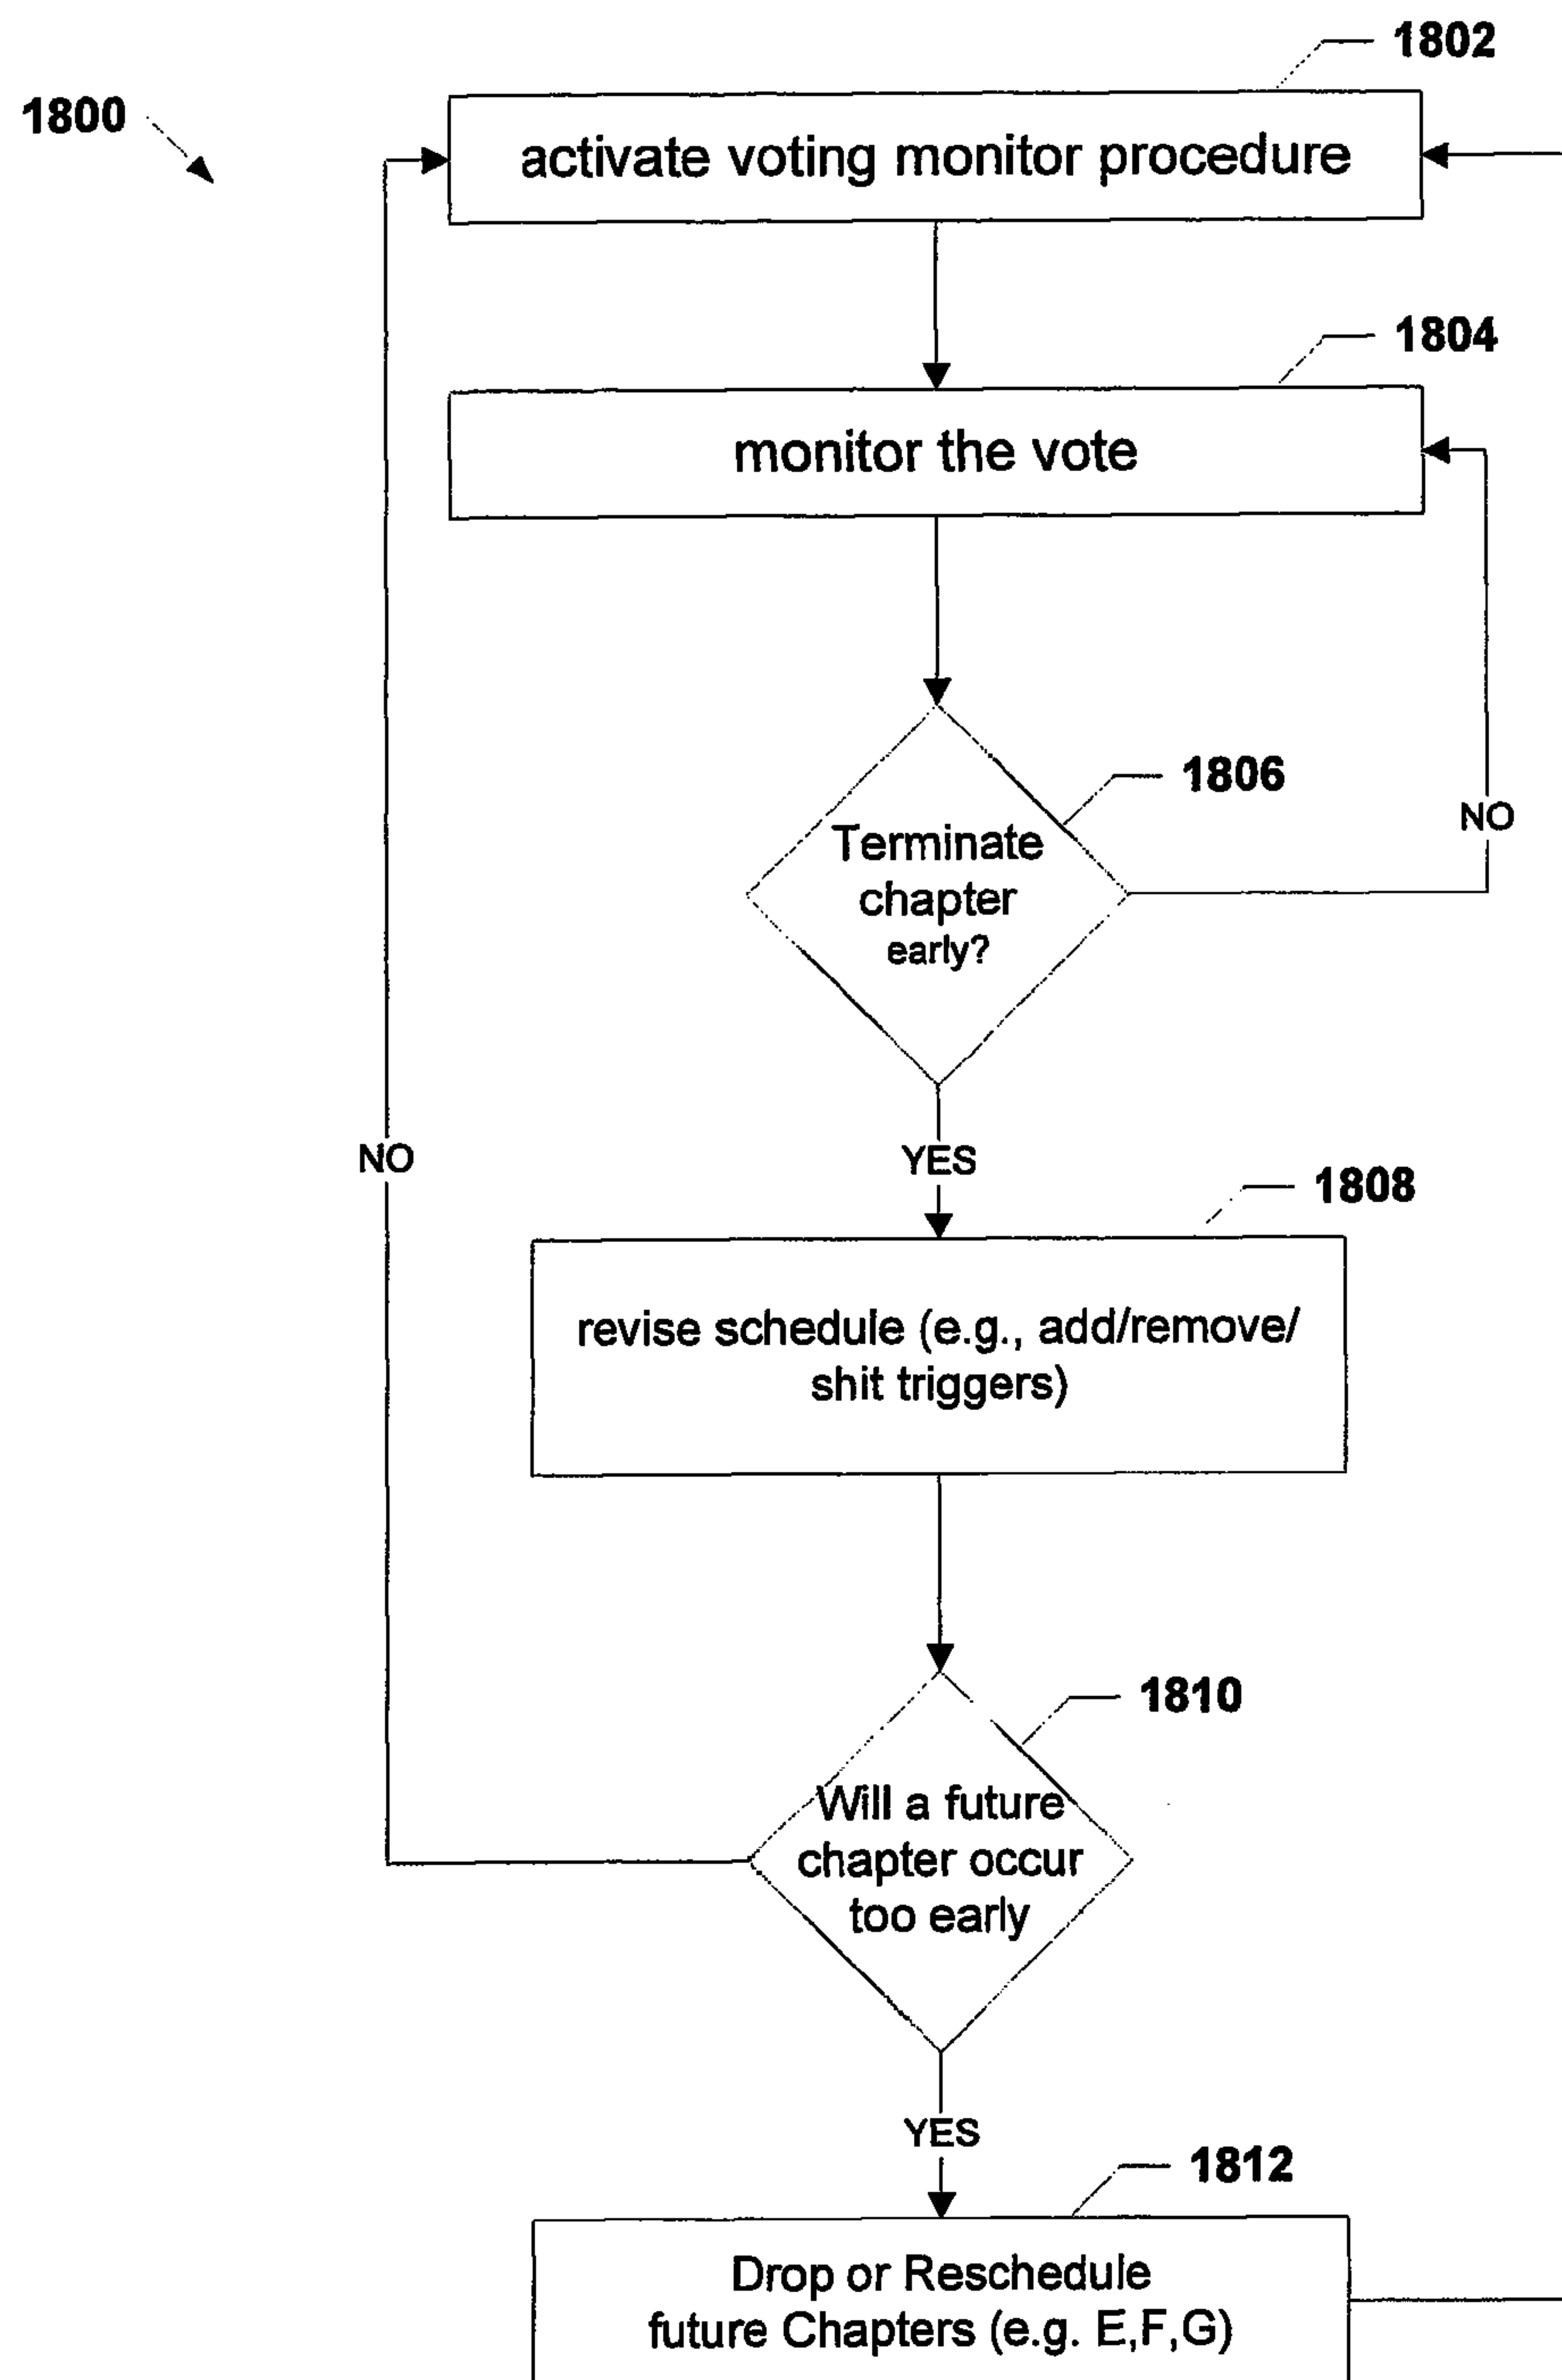 1802
1800
activate voting monitor procedure
1804
monitor the vote
1806
Terminate
chapter
early?
NO
NO
YES
1808
revise schedule (e.g., add/remove/
shit triggers)
1810
Will a future
chapter occur
too early
YES
1812
Drop or Reschedule
future Chapters (e.g. E,F,G)